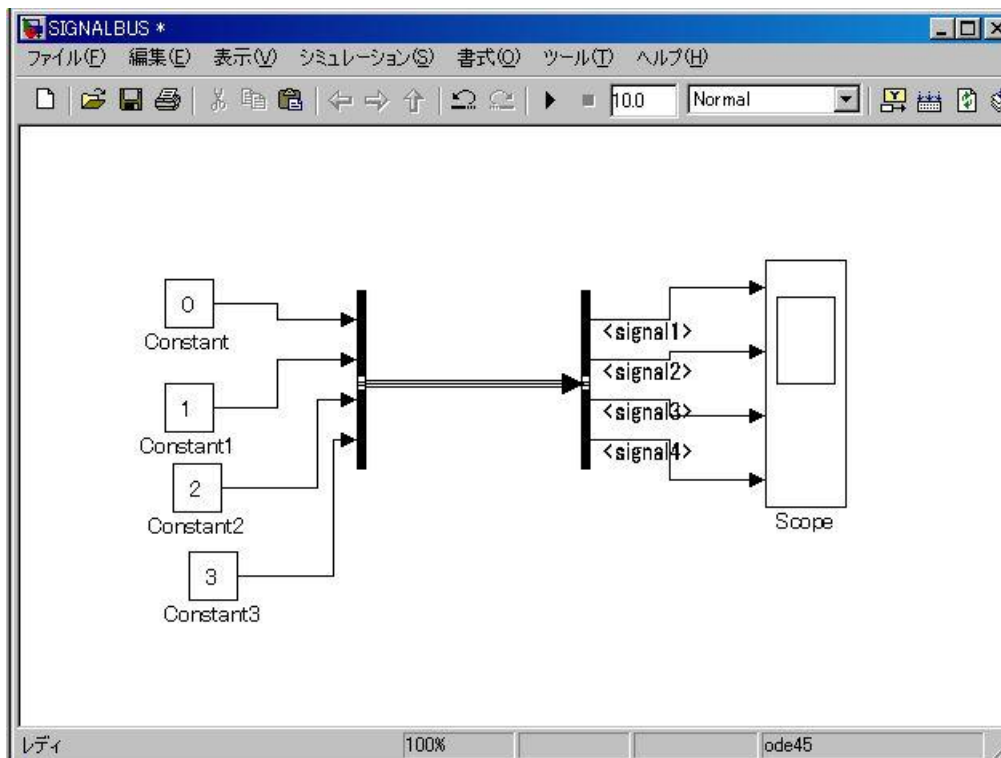 SIGNALBUS *
ファイル(F) 編集(E) 表示(V) シミュレーション(S) 書式(O) ツール(T) ヘルプ(H)
10.0 Normal
0
Constant
1
Constant1
2
Constant2
3
Constant3
<signal1>
<signal2>
<signal3>
<signal4>
Scope
レディ 100% ode45